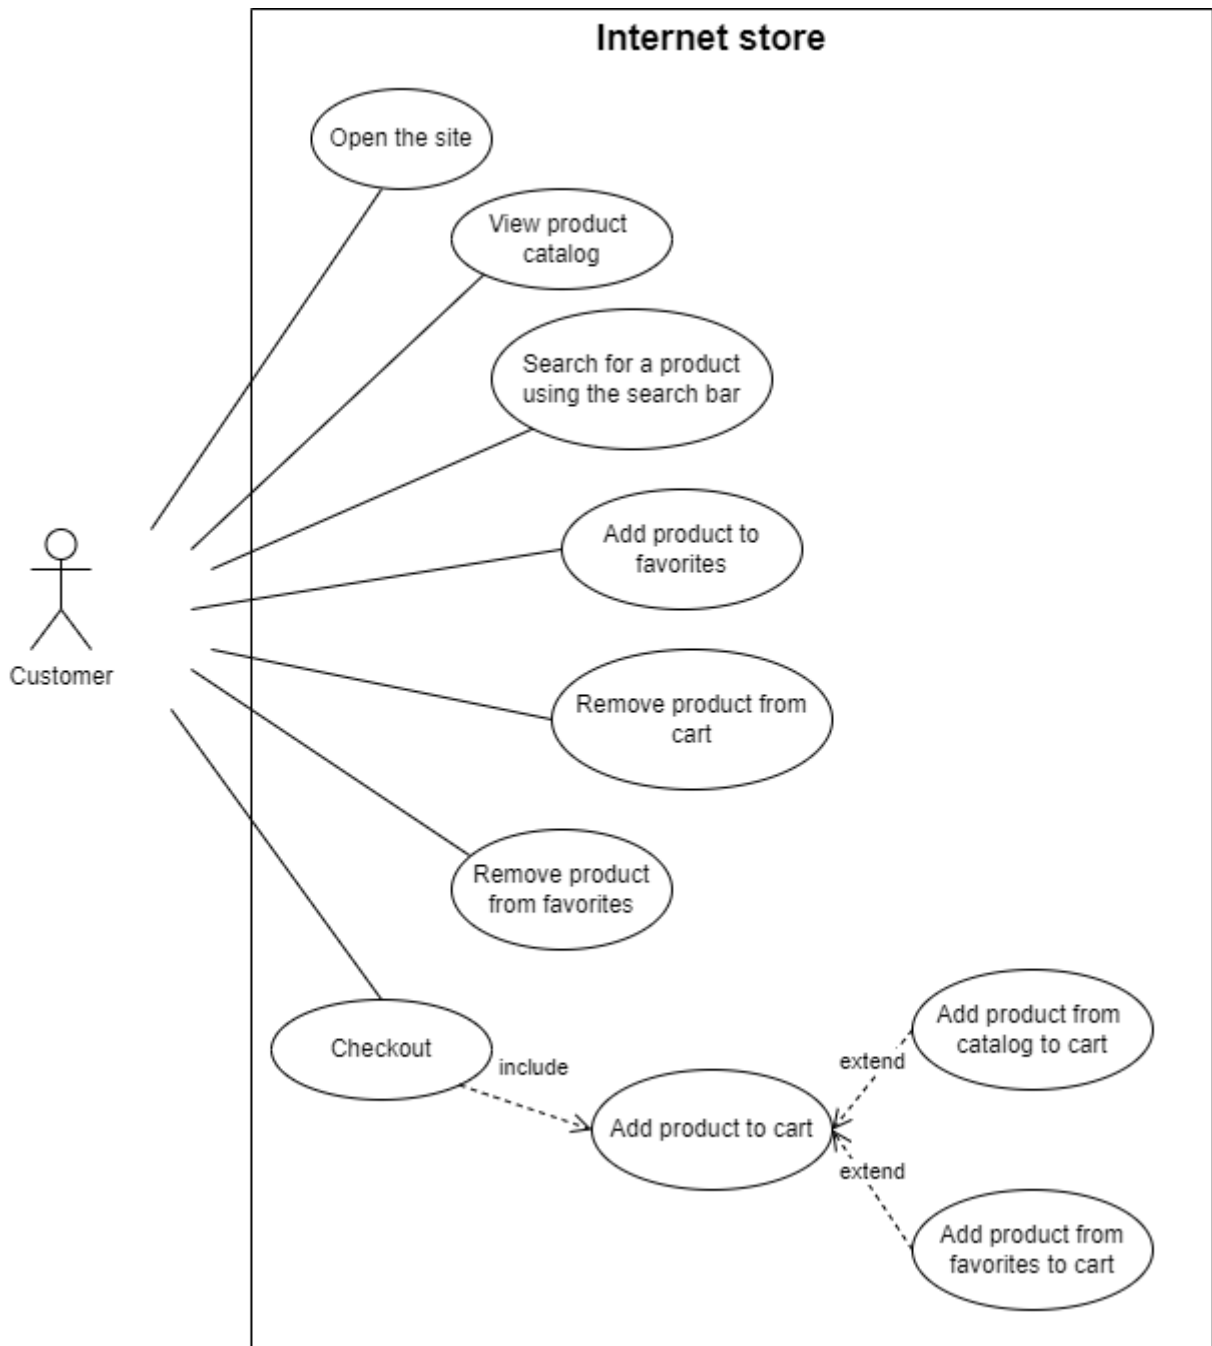 Internet store
Open the site
View product
catalog
Search for a product
using the search bar
Add product to
favorites
Customer
Remove product from
cart
Remove product
from favorites
Checkout
include
Add product to cart
extend
Add product from
catalog to cart
extend
Add product from
favorites to cart